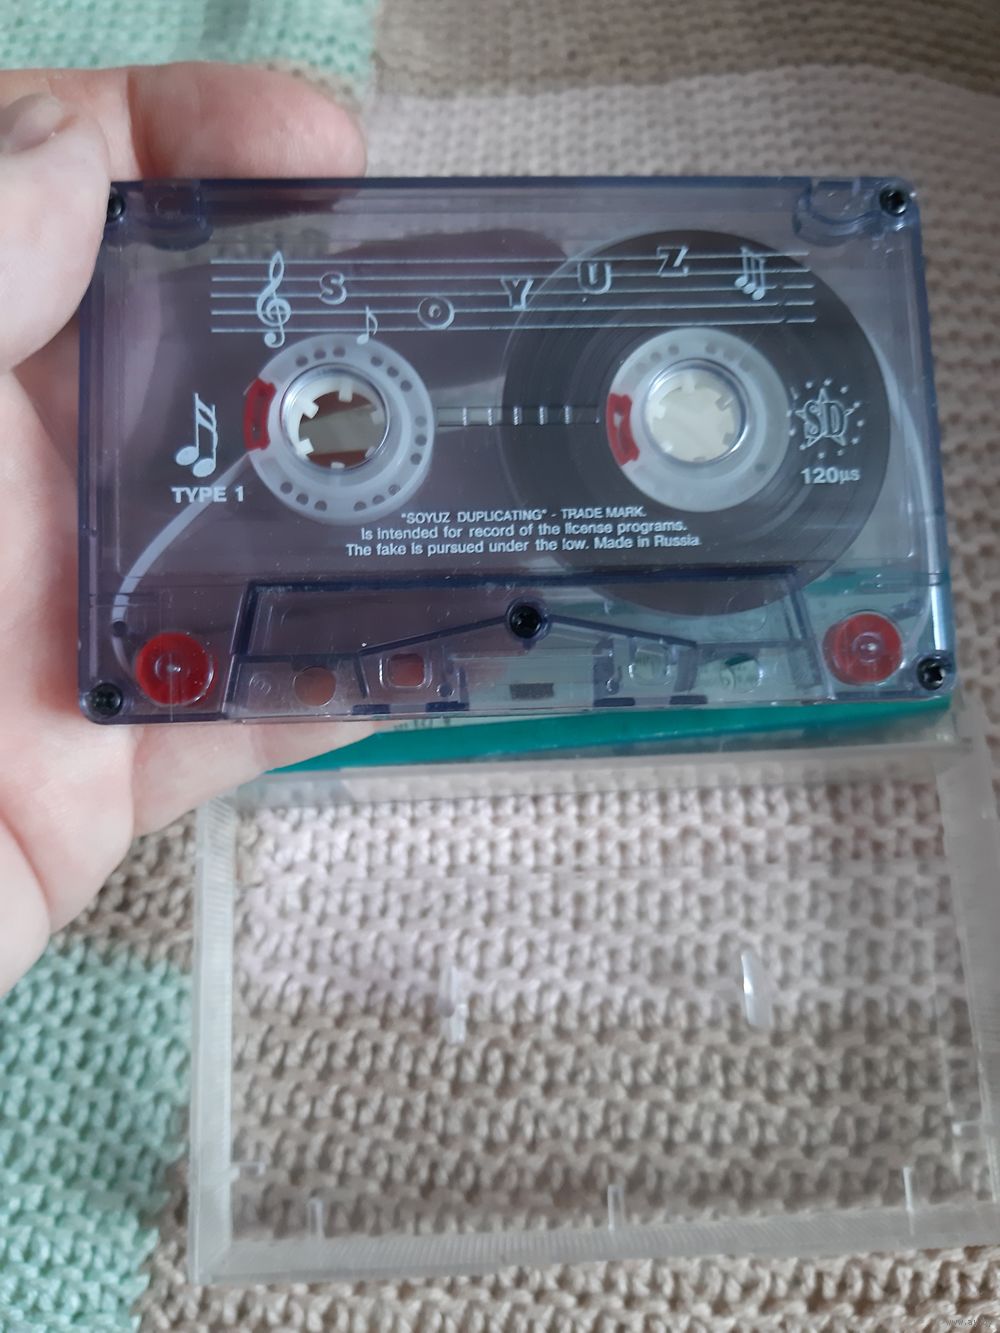 SOYUZ
SD
120µs
TYPE 1
"SOYUZ DUPLICATING" - TRADE MARK.
Is intended for record of the license programs.
The fake is pursued under the low. Made in Russia